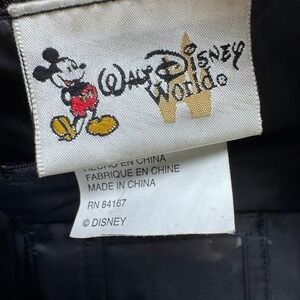 WALT DISNEY
World®
HECHO EN CHINA
FABRIQUE EN CHINE
MADE IN CHINA
RN 84167
© DISNEY